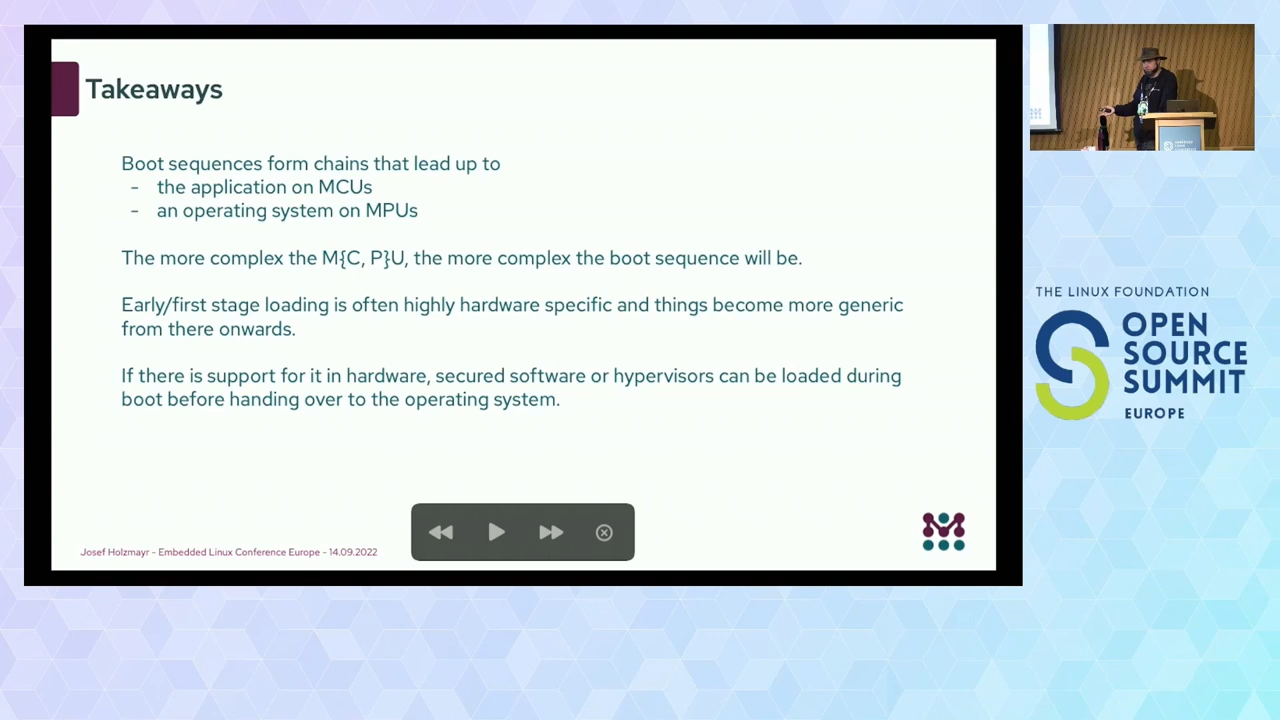 Takeaways
Boot sequences form chains that lead up to
- the application on MCUs
- an operating system on MPUs
The more complex the M{C, P}U, the more complex the boot sequence will be.
Early/first stage loading is often highly hardware specific and things become more generic
from there onwards.
If there is support for it in hardware, secured software or hypervisors can be loaded during
boot before handing over to the operating system.
Josef Holzmayr - Embedded Linux Conference Europe - 14.09.2022
THE LINUX FOUNDATION
OPEN
SOURCE
SUMMIT
EUROPE